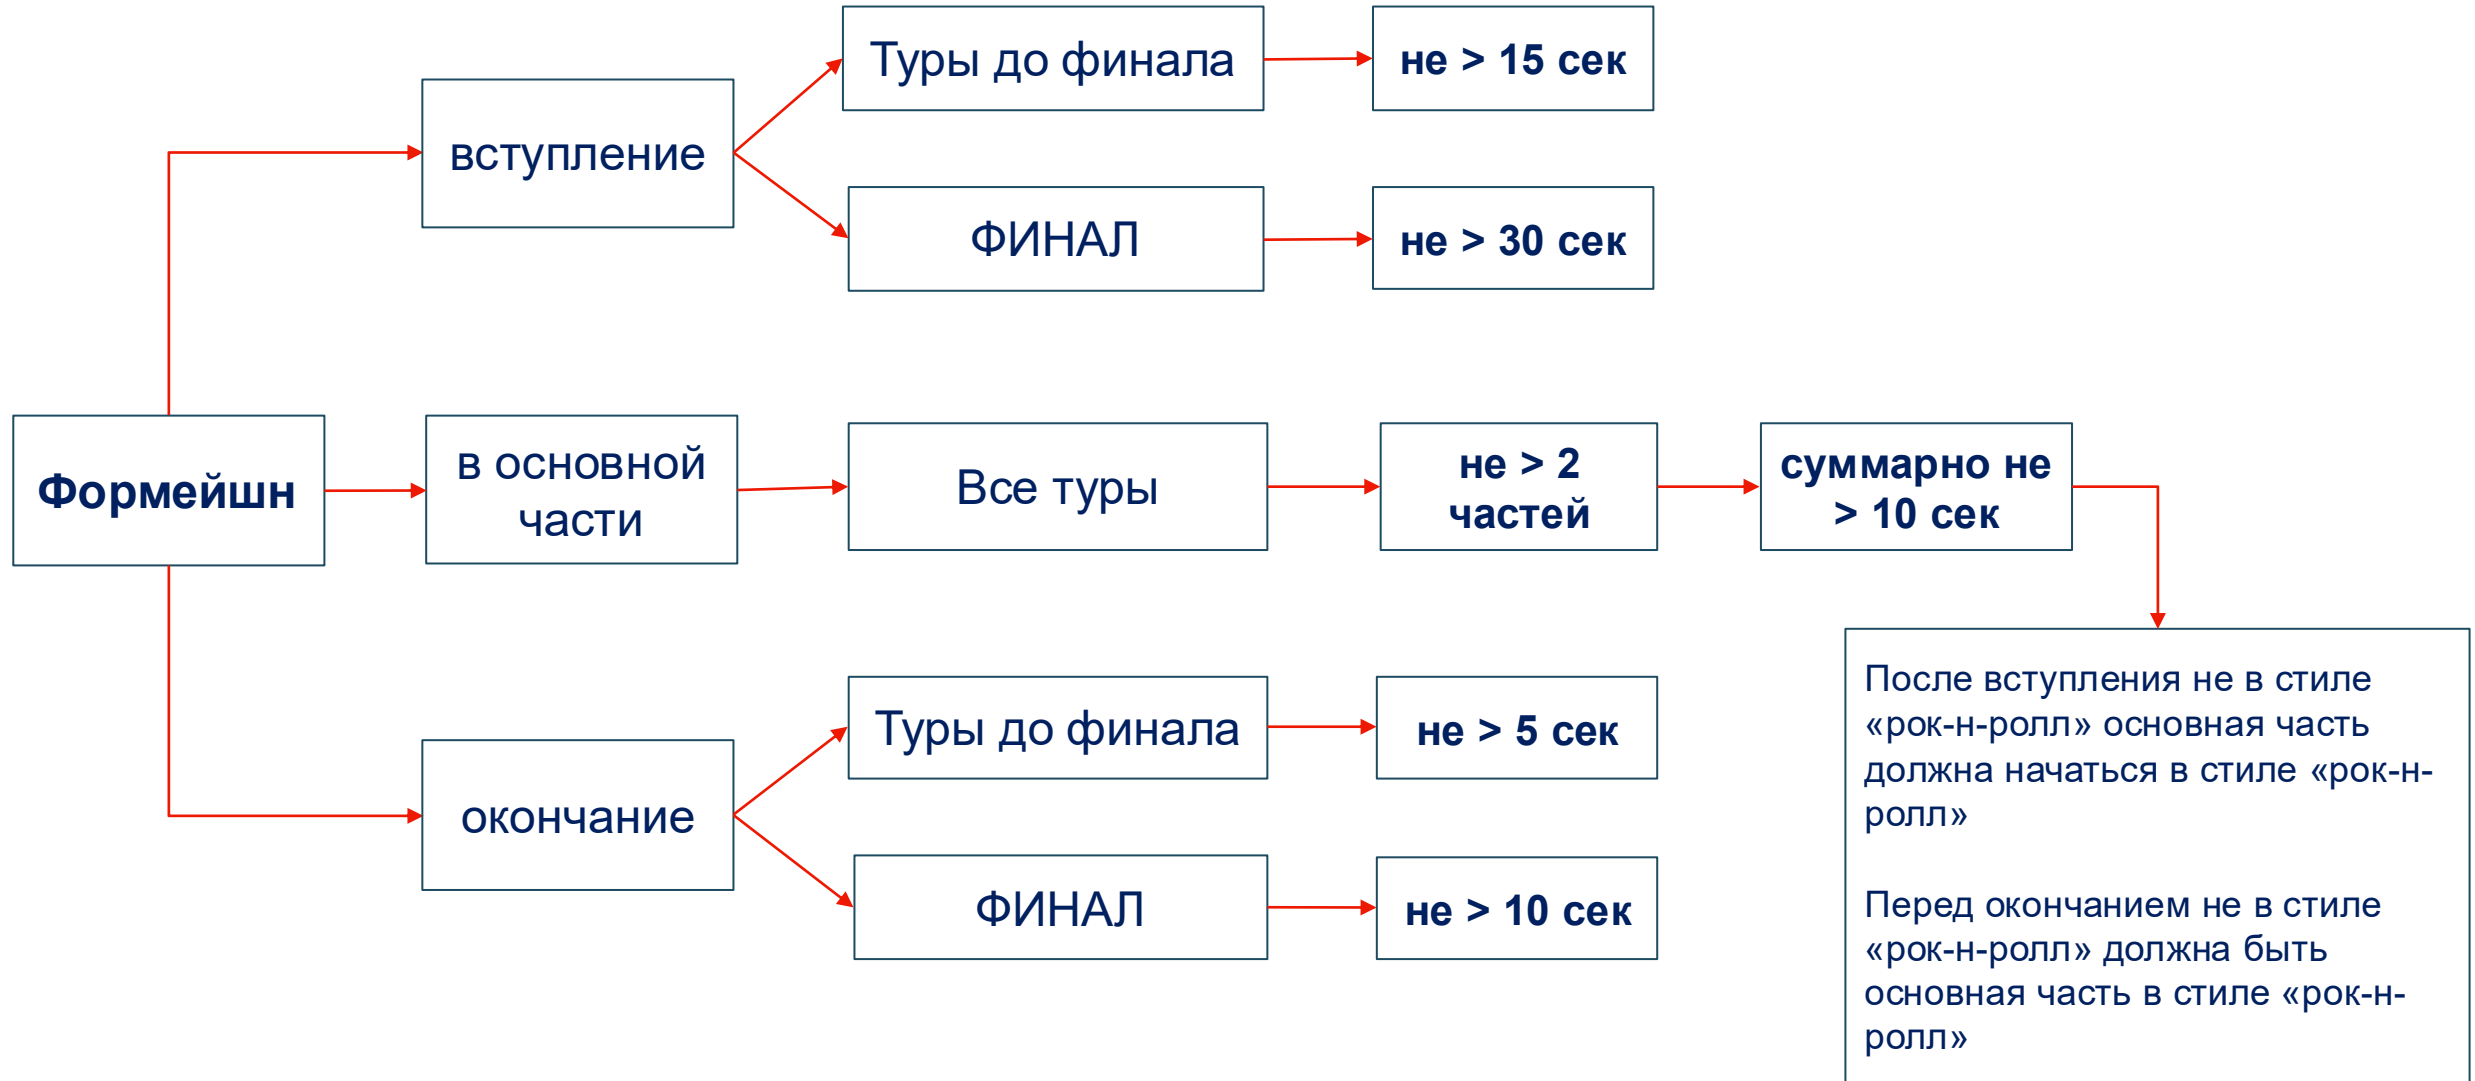 Туры до финала
не > 15 сек
вступление
ФИНАЛ
не > 30 сек
Формейшн
в основной
части
Все туры
не > 2
частей
суммарно не
> 10 сек
Туры до финала
не > 5 сек
окончание
ФИНАЛ
не > 10 сек
После вступления не в стиле
«рок-н-ролл» основная часть
должна начаться в стиле «рок-н-
ролл»
Перед окончанием не в стиле
«рок-н-ролл» должна быть
основная часть в стиле «рок-н-
ролл»